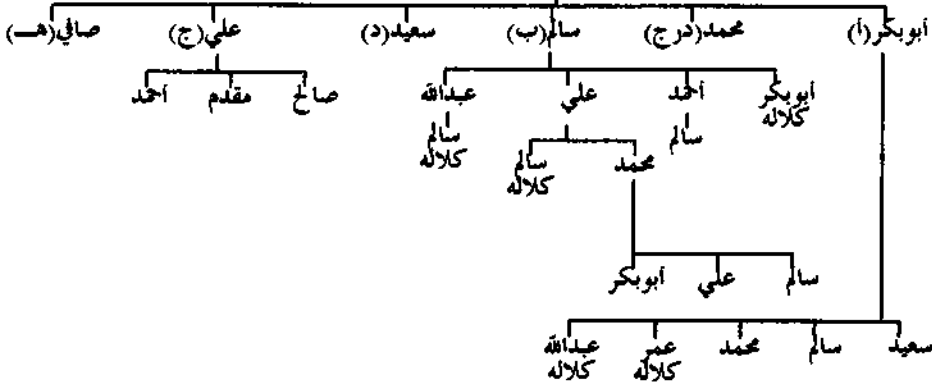 أبوبكر(أ) محمد(درج) سالم(ب) سعيد(د) علي(ج) صافي(هـ)
أبوبكر أحمد علي عبدالله صالح مقدم أحمد
كلاله سالم سالم
كلاله
محمد سالم
كلاله
سالم علي أبوبكر
سعيد سالم محمد عمر عبدالله
كلاله كلاله